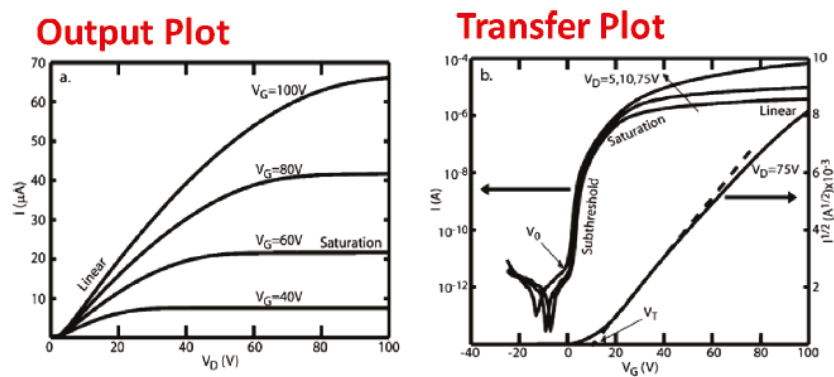 Output Plot
a.
I (μA)
70
60
50
40
30
20
10
V_G=100V
V_G=80V
V_G=60V
V_G=40V
Linear
Saturation
0
20
40
60
80
100
V_D (V)
Transfer Plot
b.
I (A)
10^-4
10^-6
10^-8
10^-10
10^-12
V_D=5,10,75V
Linear
Saturation
Subthreshold
V_D=75V
V_0
V_T
10
8
6
4
2
0
I^1/2 (A^1/2)x10^-3
-40
-20
0
20
40
60
80
100
V_G (V)